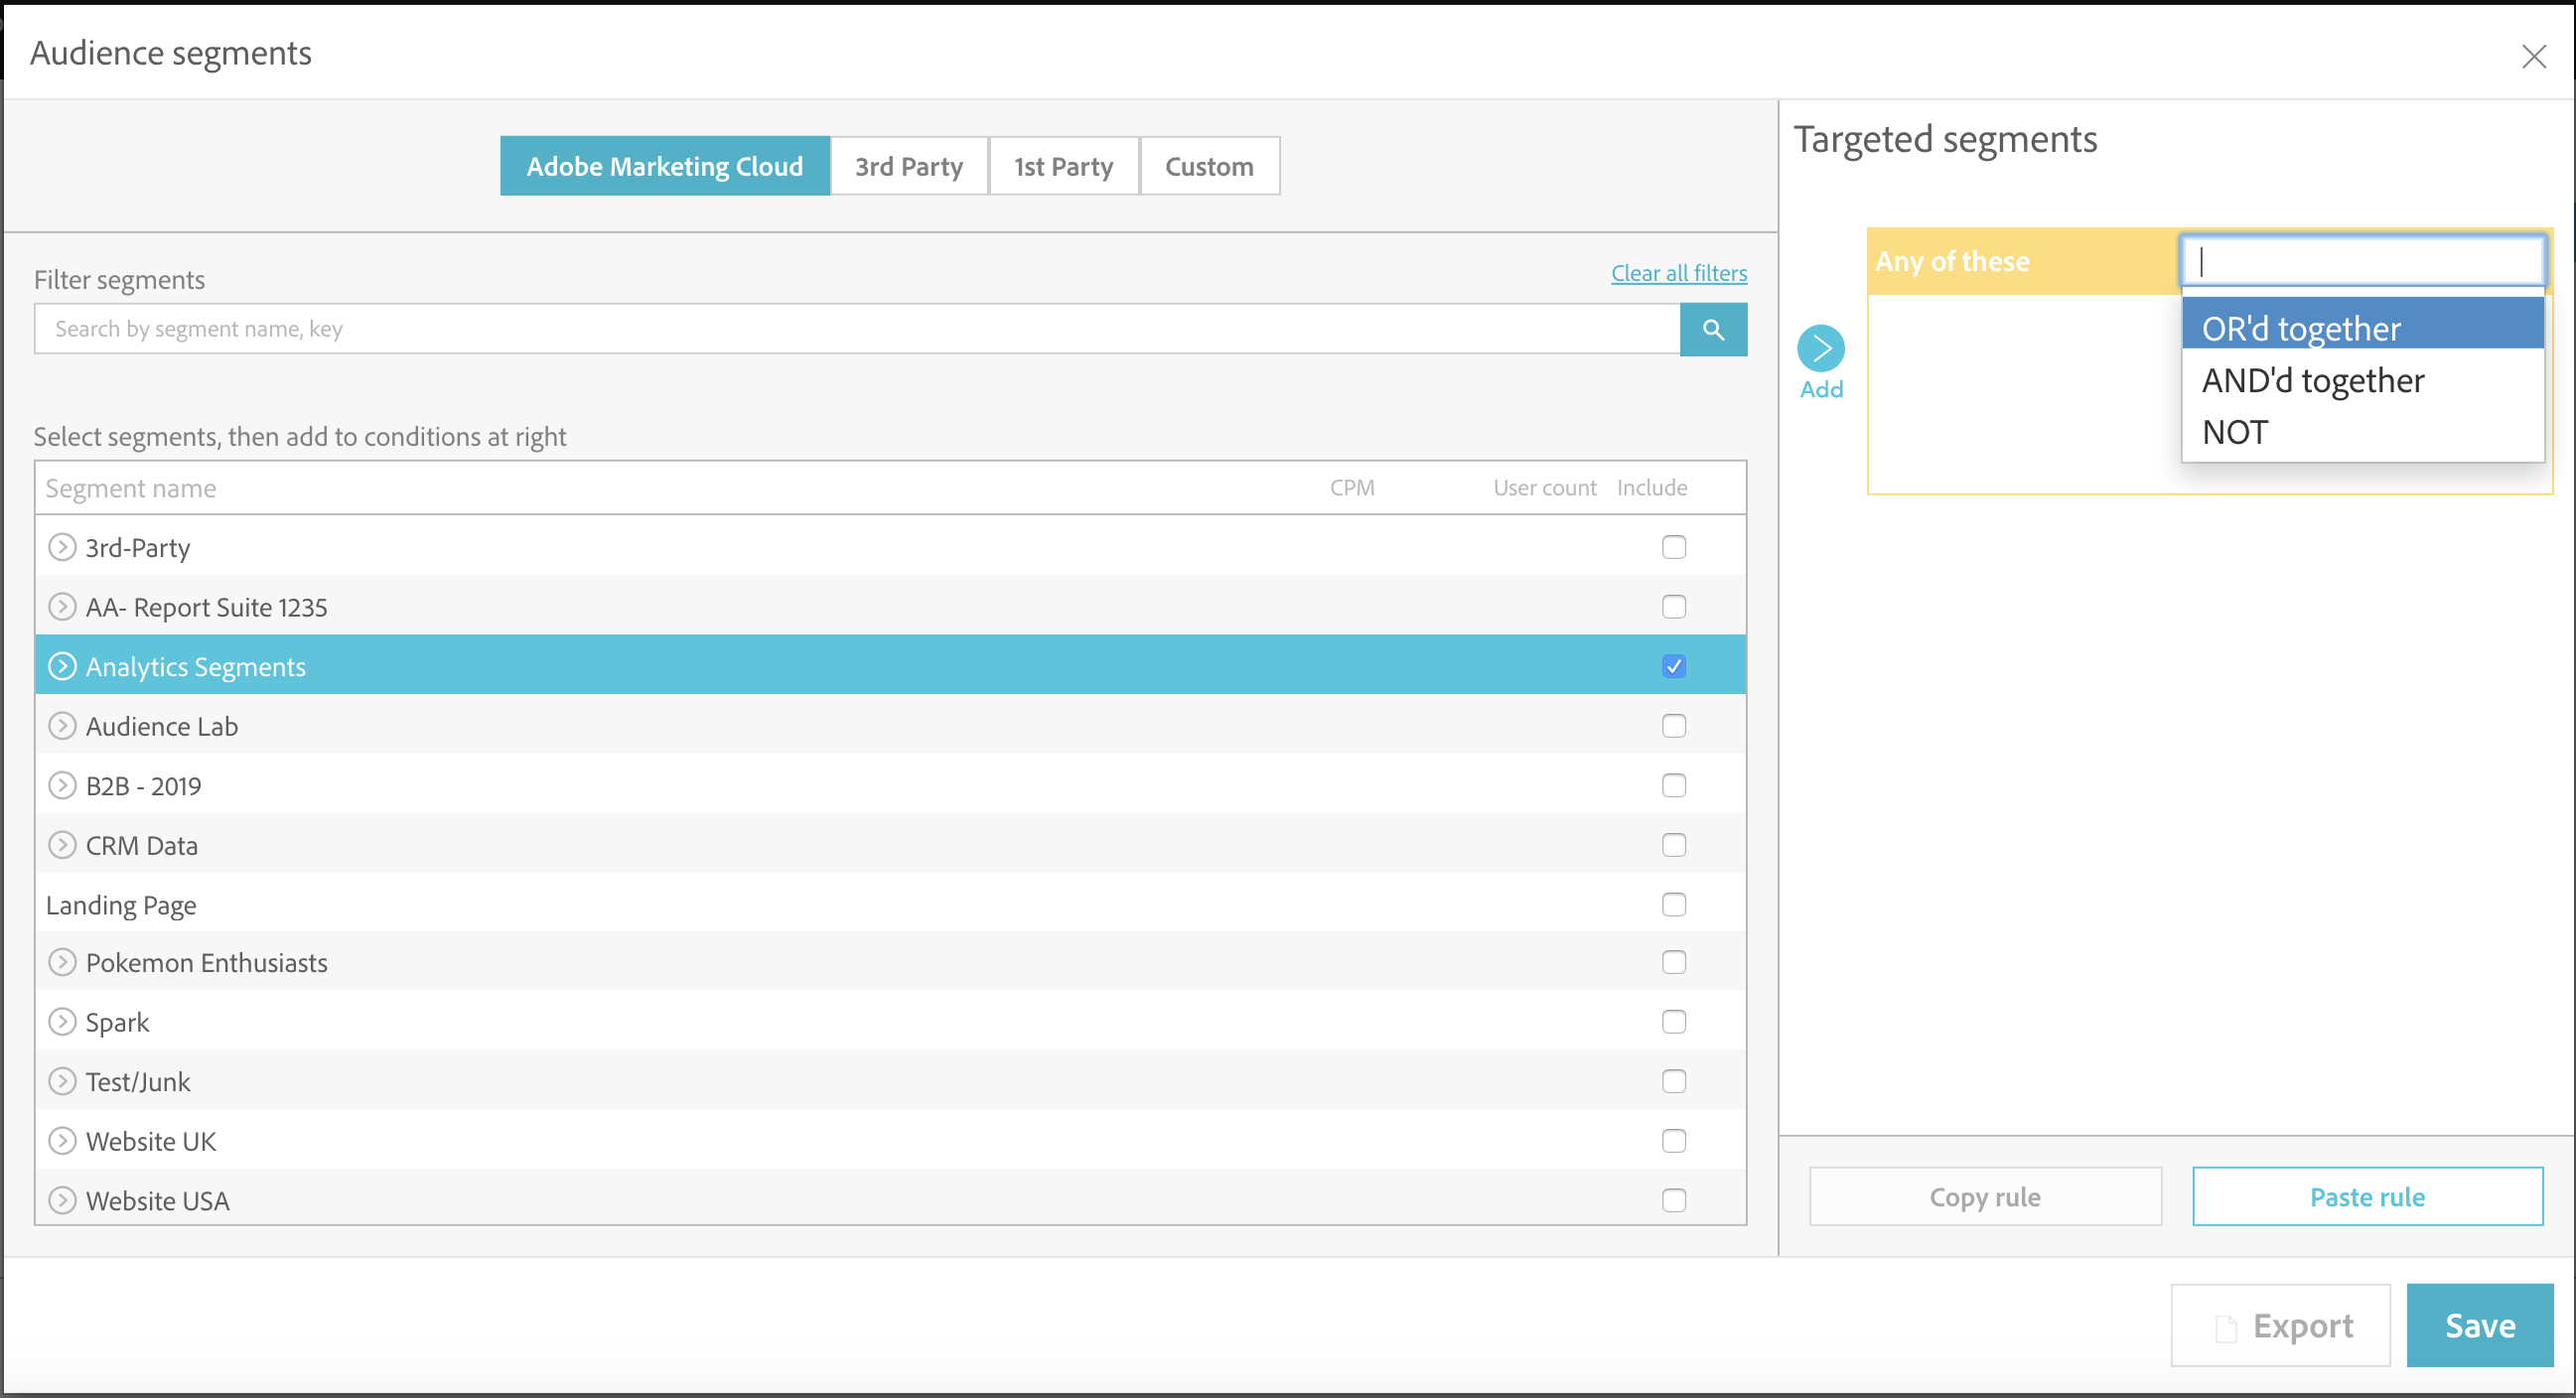 Audience segments
Adobe Marketing Cloud
3rd Party
1st Party
Custom
Filter segments
Clear all filters
Search by segment name, key
Select segments, then add to conditions at right
Segment name CPM User count Include
3rd-Party
AA- Report Suite 1235
Analytics Segments
Audience Lab
B2B - 2019
CRM Data
Landing Page
Pokemon Enthusiasts
Spark
Test/Junk
Website UK
Website USA
Targeted segments
Any of these
OR'd together
AND'd together
NOT
Add
Copy rule
Paste rule
Export
Save